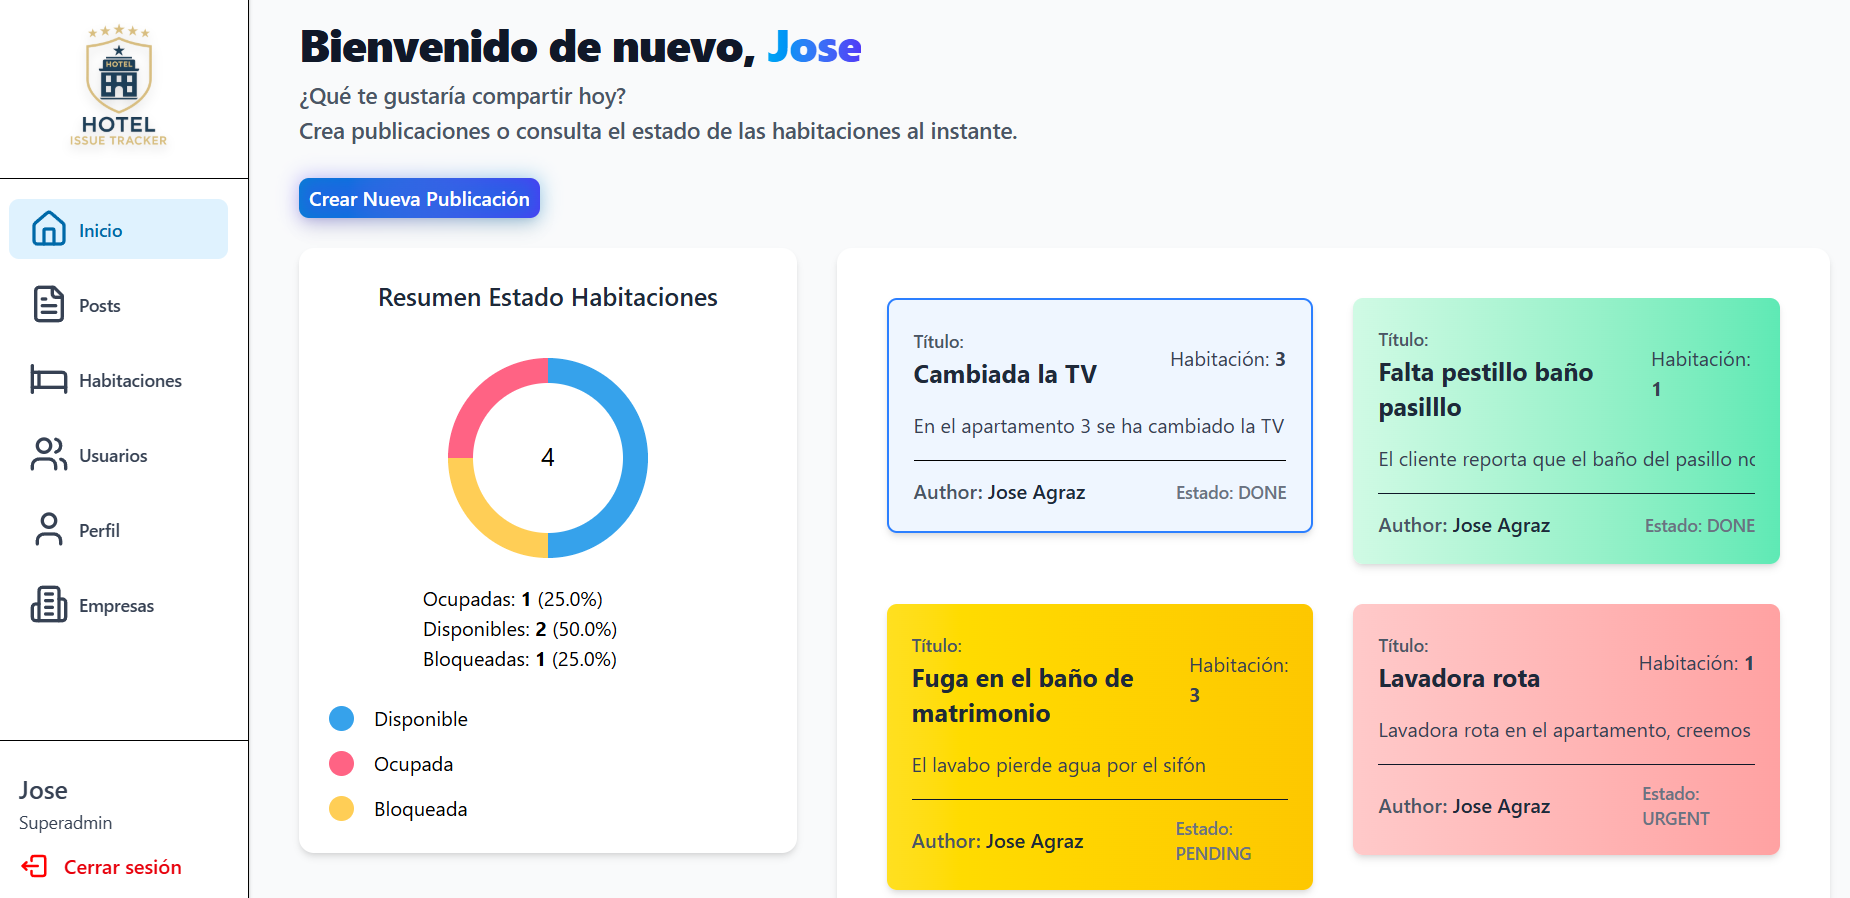 HOTEL
HOTEL
ISSUE TRACKER
Inicio
Posts
Habitaciones
Usuarios
Perfil
Empresas
Jose
Superadmin
Cerrar sesión
Bienvenido de nuevo, Jose
¿Qué te gustaría compartir hoy?
Crea publicaciones o consulta el estado de las habitaciones al instante.
Crear Nueva Publicación
Resumen Estado Habitaciones
4
Ocupadas: 1 (25.0%)
Disponibles: 2 (50.0%)
Bloqueadas: 1 (25.0%)
Disponible
Ocupada
Bloqueada
Título:
Cambiada la TV
Habitación: 3
En el apartamento 3 se ha cambiado la TV
Author: Jose Agraz
Estado: DONE
Título:
Falta pestillo baño
pasilllo
Habitación:
1
El cliente reporta que el baño del pasillo
Author: Jose Agraz
Estado: DONE
Título:
Fuga en el baño de
matrimonio
Habitación:
3
El lavabo pierde agua por el sifón
Author: Jose Agraz
Estado:
PENDING
Título:
Lavadora rota
Habitación: 1
Lavadora rota en el apartamento, creemos
Author: Jose Agraz
Estado:
URGENT